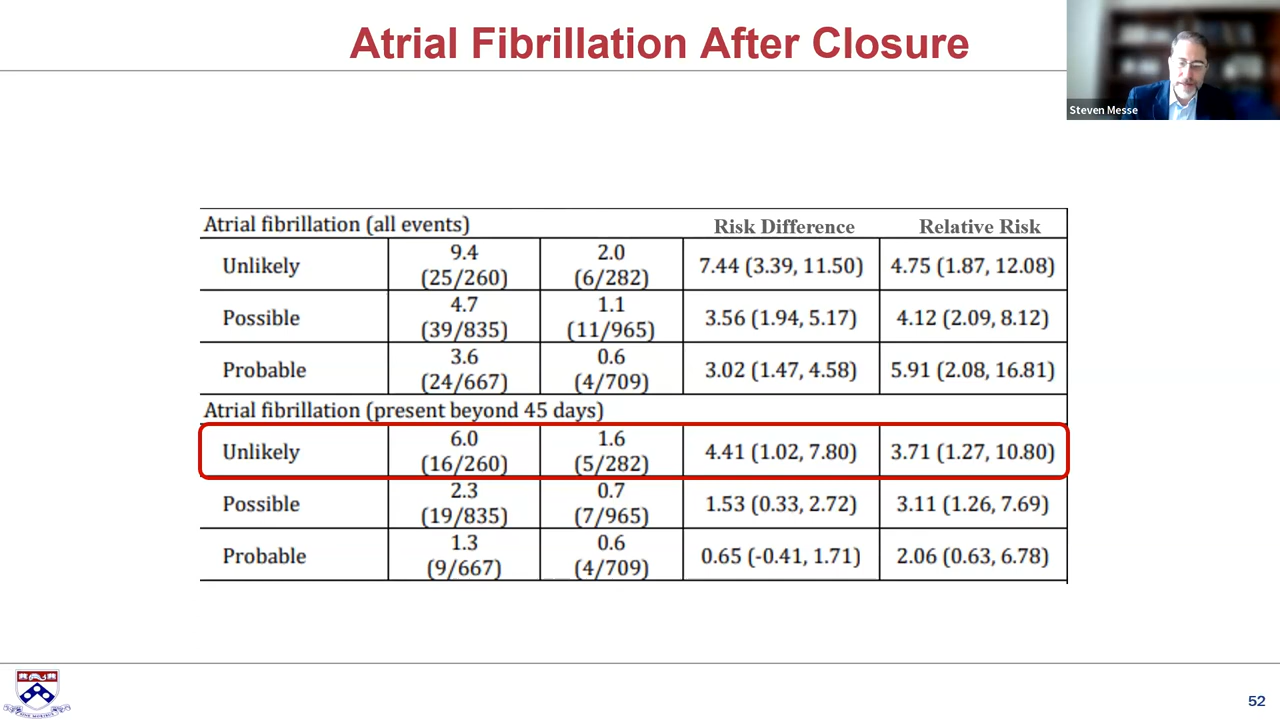 Atrial Fibrillation After Closure
Steven Messe
Atrial fibrillation (all events) Risk Difference Relative Risk
Unlikely 9.4 (25/260) 2.0 (6/282) 7.44 (3.39, 11.50) 4.75 (1.87, 12.08)
Possible 4.7 (39/835) 1.1 (11/965) 3.56 (1.94, 5.17) 4.12 (2.09, 8.12)
Probable 3.6 (24/667) 0.6 (4/709) 3.02 (1.47, 4.58) 5.91 (2.08, 16.81)
Atrial fibrillation (present beyond 45 days)
Unlikely 6.0 (16/260) 1.6 (5/282) 4.41 (1.02, 7.80) 3.71 (1.27, 10.80)
Possible 2.3 (19/835) 0.7 (7/965) 1.53 (0.33, 2.72) 3.11 (1.26, 7.69)
Probable 1.3 (9/667) 0.6 (4/709) 0.65 (-0.41, 1.71) 2.06 (0.63, 6.78)
52